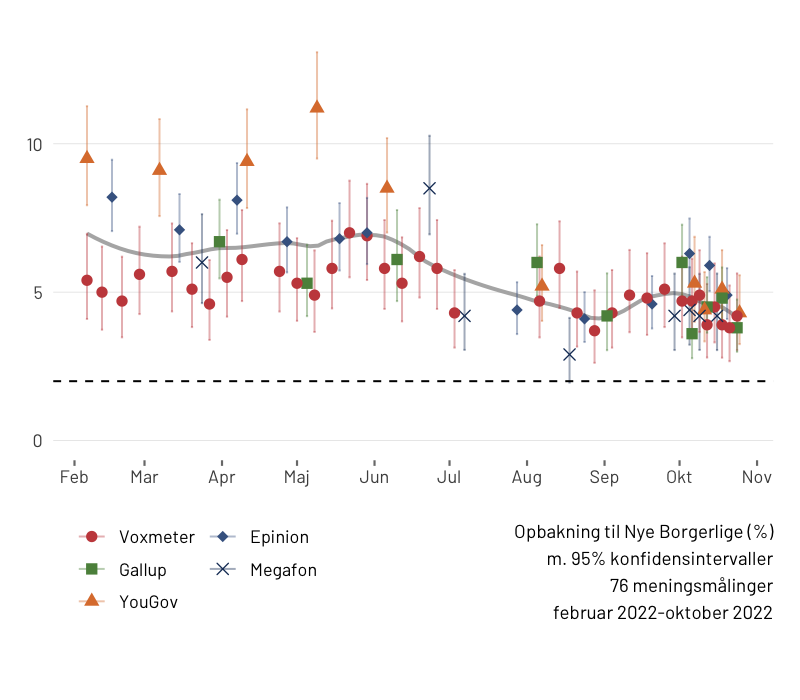 10
5
0
Feb Mar Apr Maj Jun Jul Aug Sep Okt Nov
Voxmeter Epinion
Gallup Megafon
YouGov
Opbakning til Nye Borgerlige (%)
m. 95% konfidensintervaller
76 meningsmålinger
februar 2022-oktober 2022